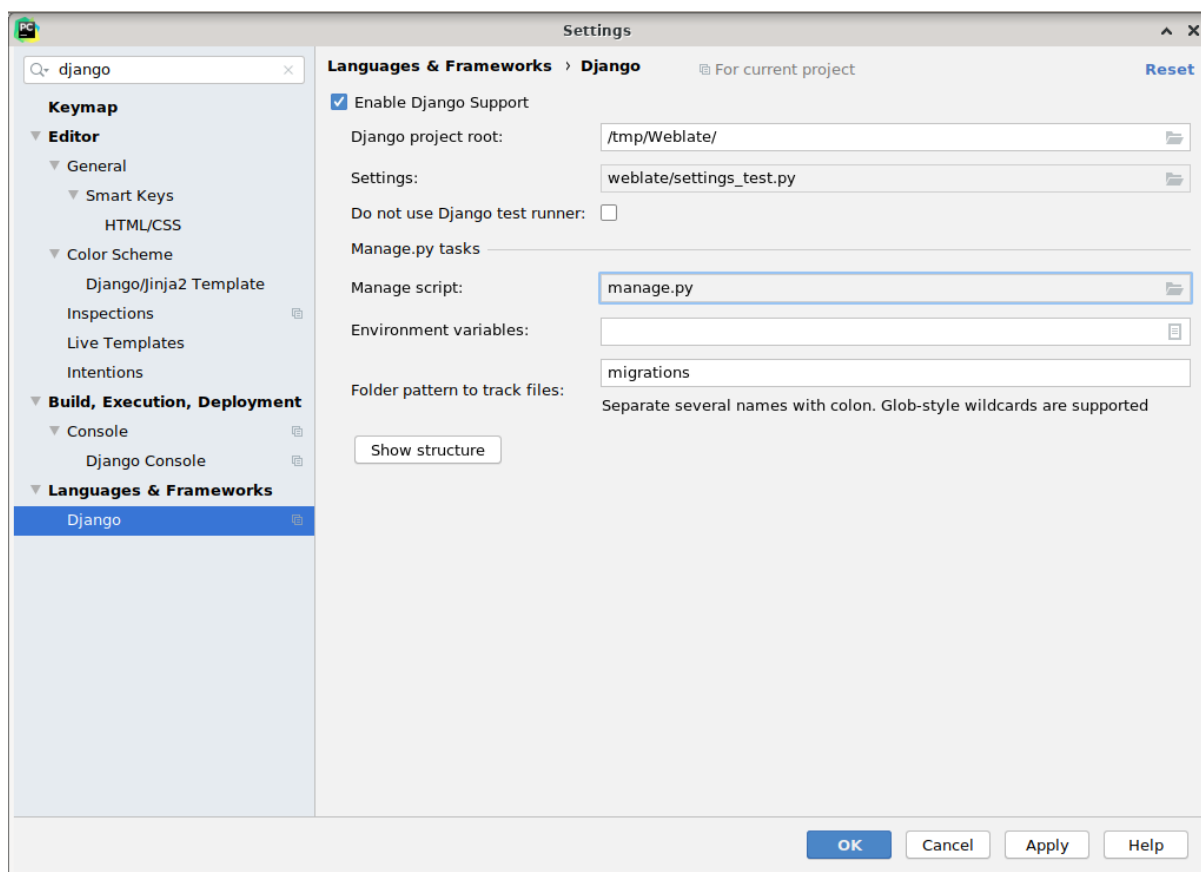 PC
Settings
django
Keymap
Editor
General
Smart Keys
HTML/CSS
Color Scheme
Django/Jinja2 Template
Inspections
Live Templates
Intentions
Build, Execution, Deployment
Console
Django Console
Languages & Frameworks
Django
Languages & Frameworks › Django For current project Reset
Enable Django Support
Django project root: /tmp/Weblate/
Settings: weblate/settings_test.py
Do not use Django test runner:
Manage.py tasks
Manage script: manage.py
Environment variables:
Folder pattern to track files: migrations
Separate several names with colon. Glob-style wildcards are supported
Show structure
OK Cancel Apply Help